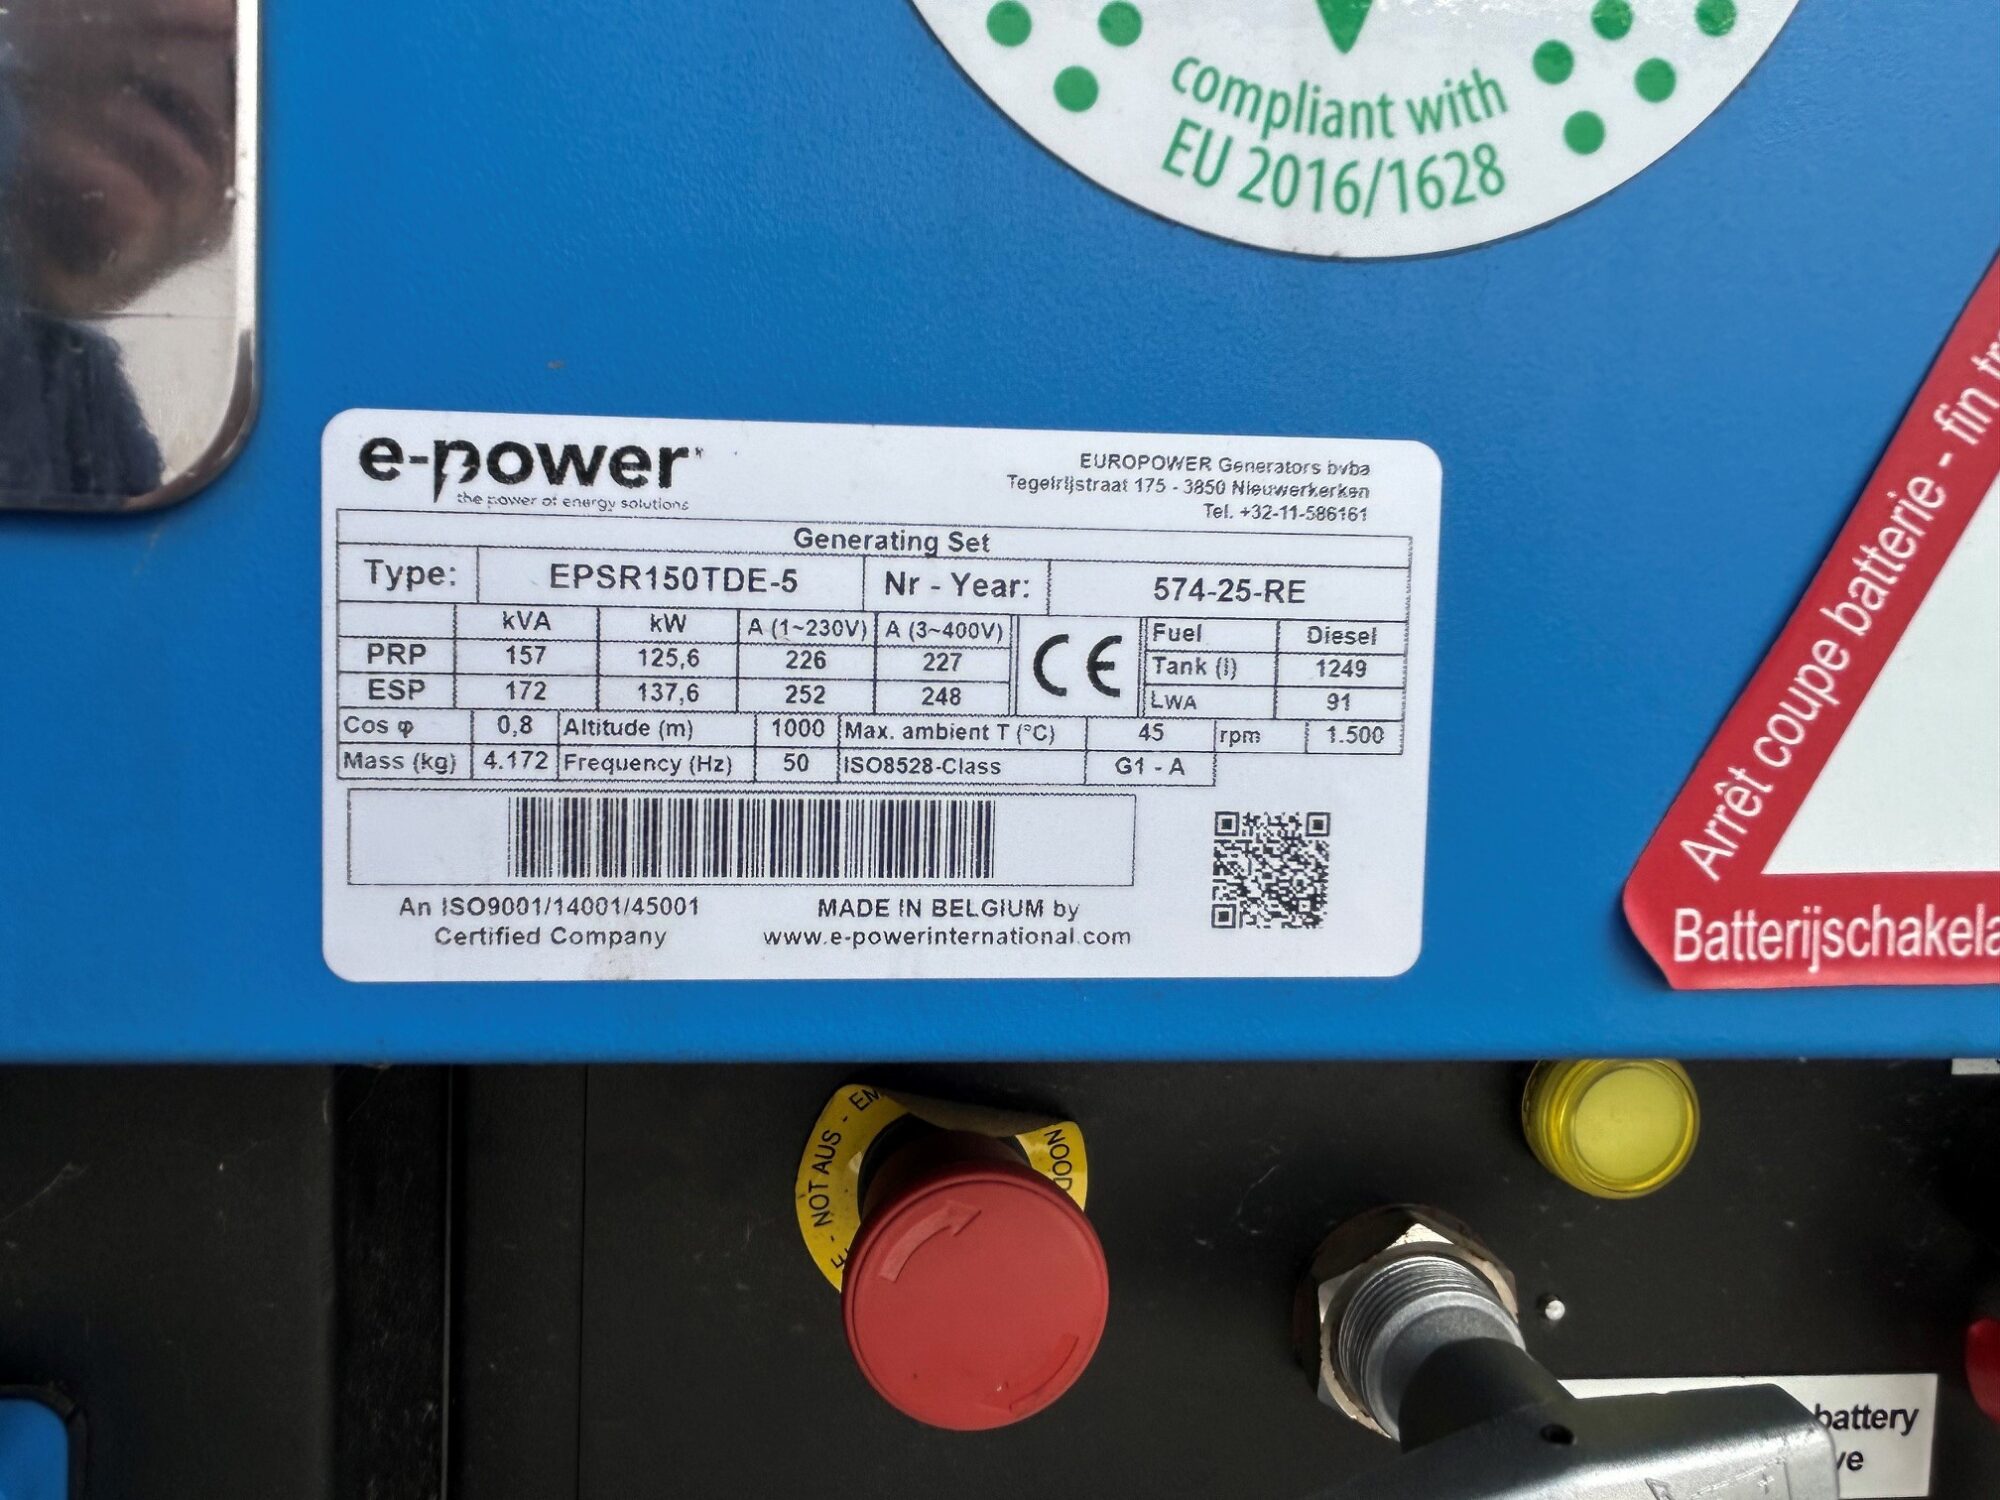 compliant with
EU 2016/1628
e-power
the power of energy solutions
EUROPOWER Generators bvba
Tegelrijstraat 175 - 3850 Nieuwerkerken
Tel. +32-11-586161
Generating Set
Type: EPSR150TDE-5 Nr - Year: 574-25-RE
kVA kW A (1~230V) A (3~400V) CE Fuel Diesel
PRP 157 125,6 226 227 Tank (l) 1249
ESP 172 137,6 252 248 LWA 91
Cos φ 0,8 Altitude (m) 1000 Max. ambient T (°C) 45 rpm 1.500
Mass (kg) 4.172 Frequency (Hz) 50 ISO8528-Class G1 - A
An ISO9001/14001/45001
Certified Company
MADE IN BELGIUM by
www.e-powerinternational.com
Arrêt coupe batterie - fin
Batterijschakela
- NOT AUS - EM
NOOD
battery
ve